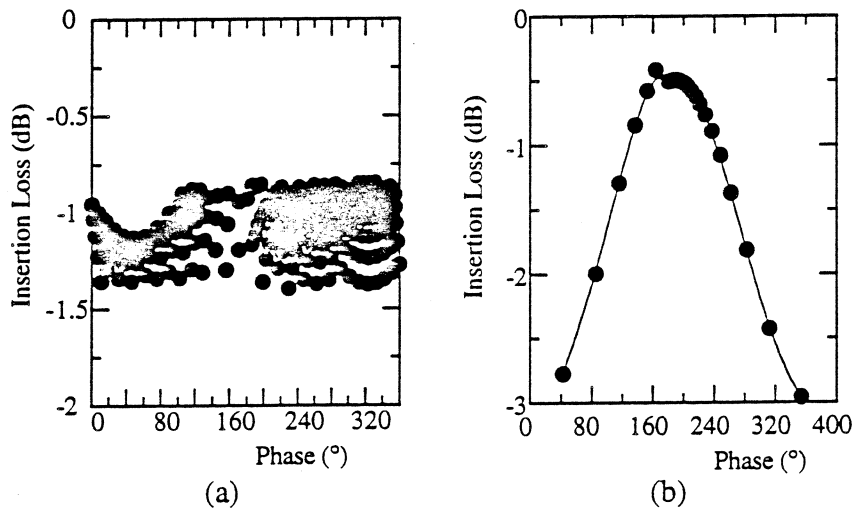 0
-0.5
-1
-1.5
-2
Insertion Loss (dB)
0 80 160 240 320
Phase (°)
(a)
0
-1
-2
-3
Insertion Loss (dB)
0 80 160 240 320 400
Phase (°)
(b)